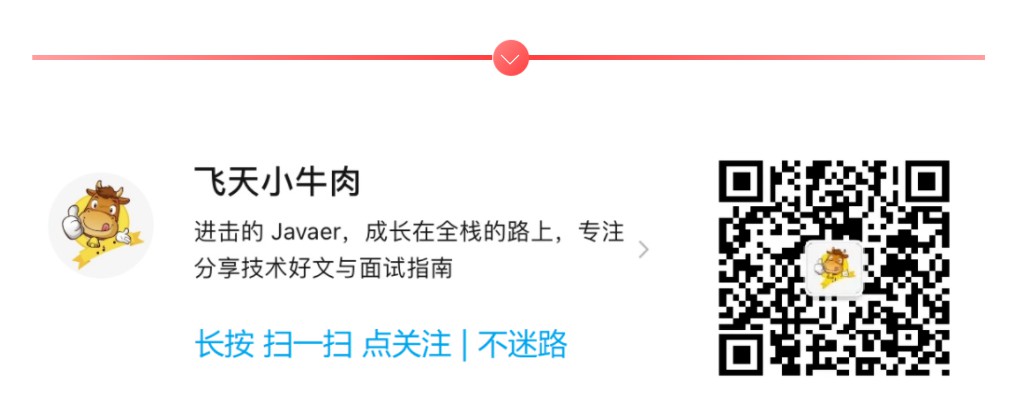 飞天小牛肉
进击的 Javaer，成长在全栈的路上，专注
分享技术好文与面试指南
长按 扫一扫 点关注 | 不迷路